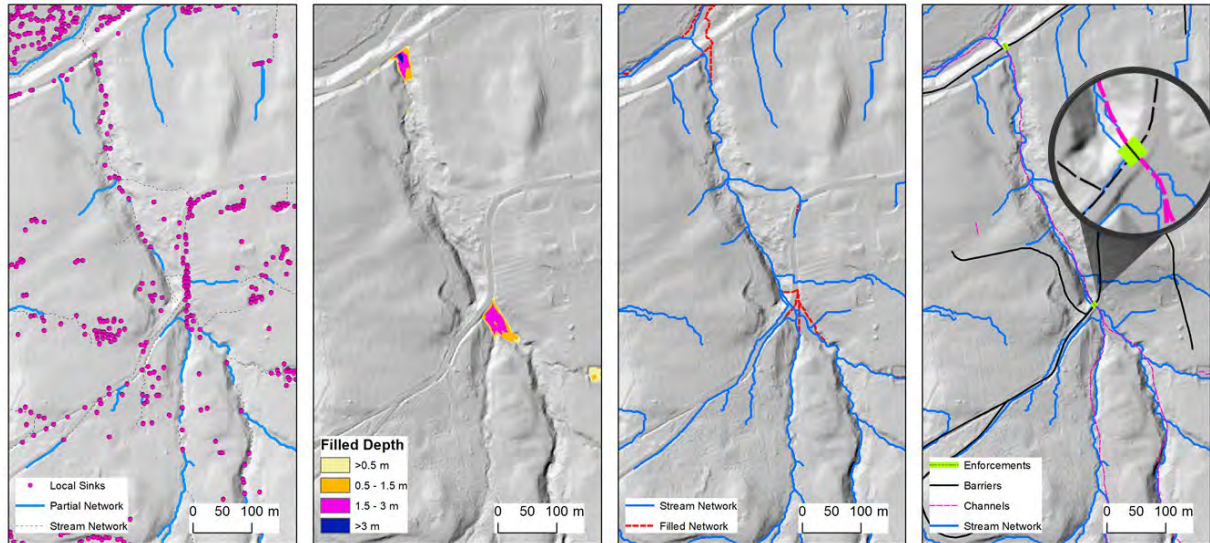 Local Sinks
Partial Network
Stream Network
0 50 100 m
Filled Depth
>0.5 m
0.5 - 1.5 m
1.5 - 3 m
>3 m
0 50 100 m
Stream Network
Filled Network
0 50 100 m
Enforcements
Barriers
Channels
Stream Network
0 50 100 m